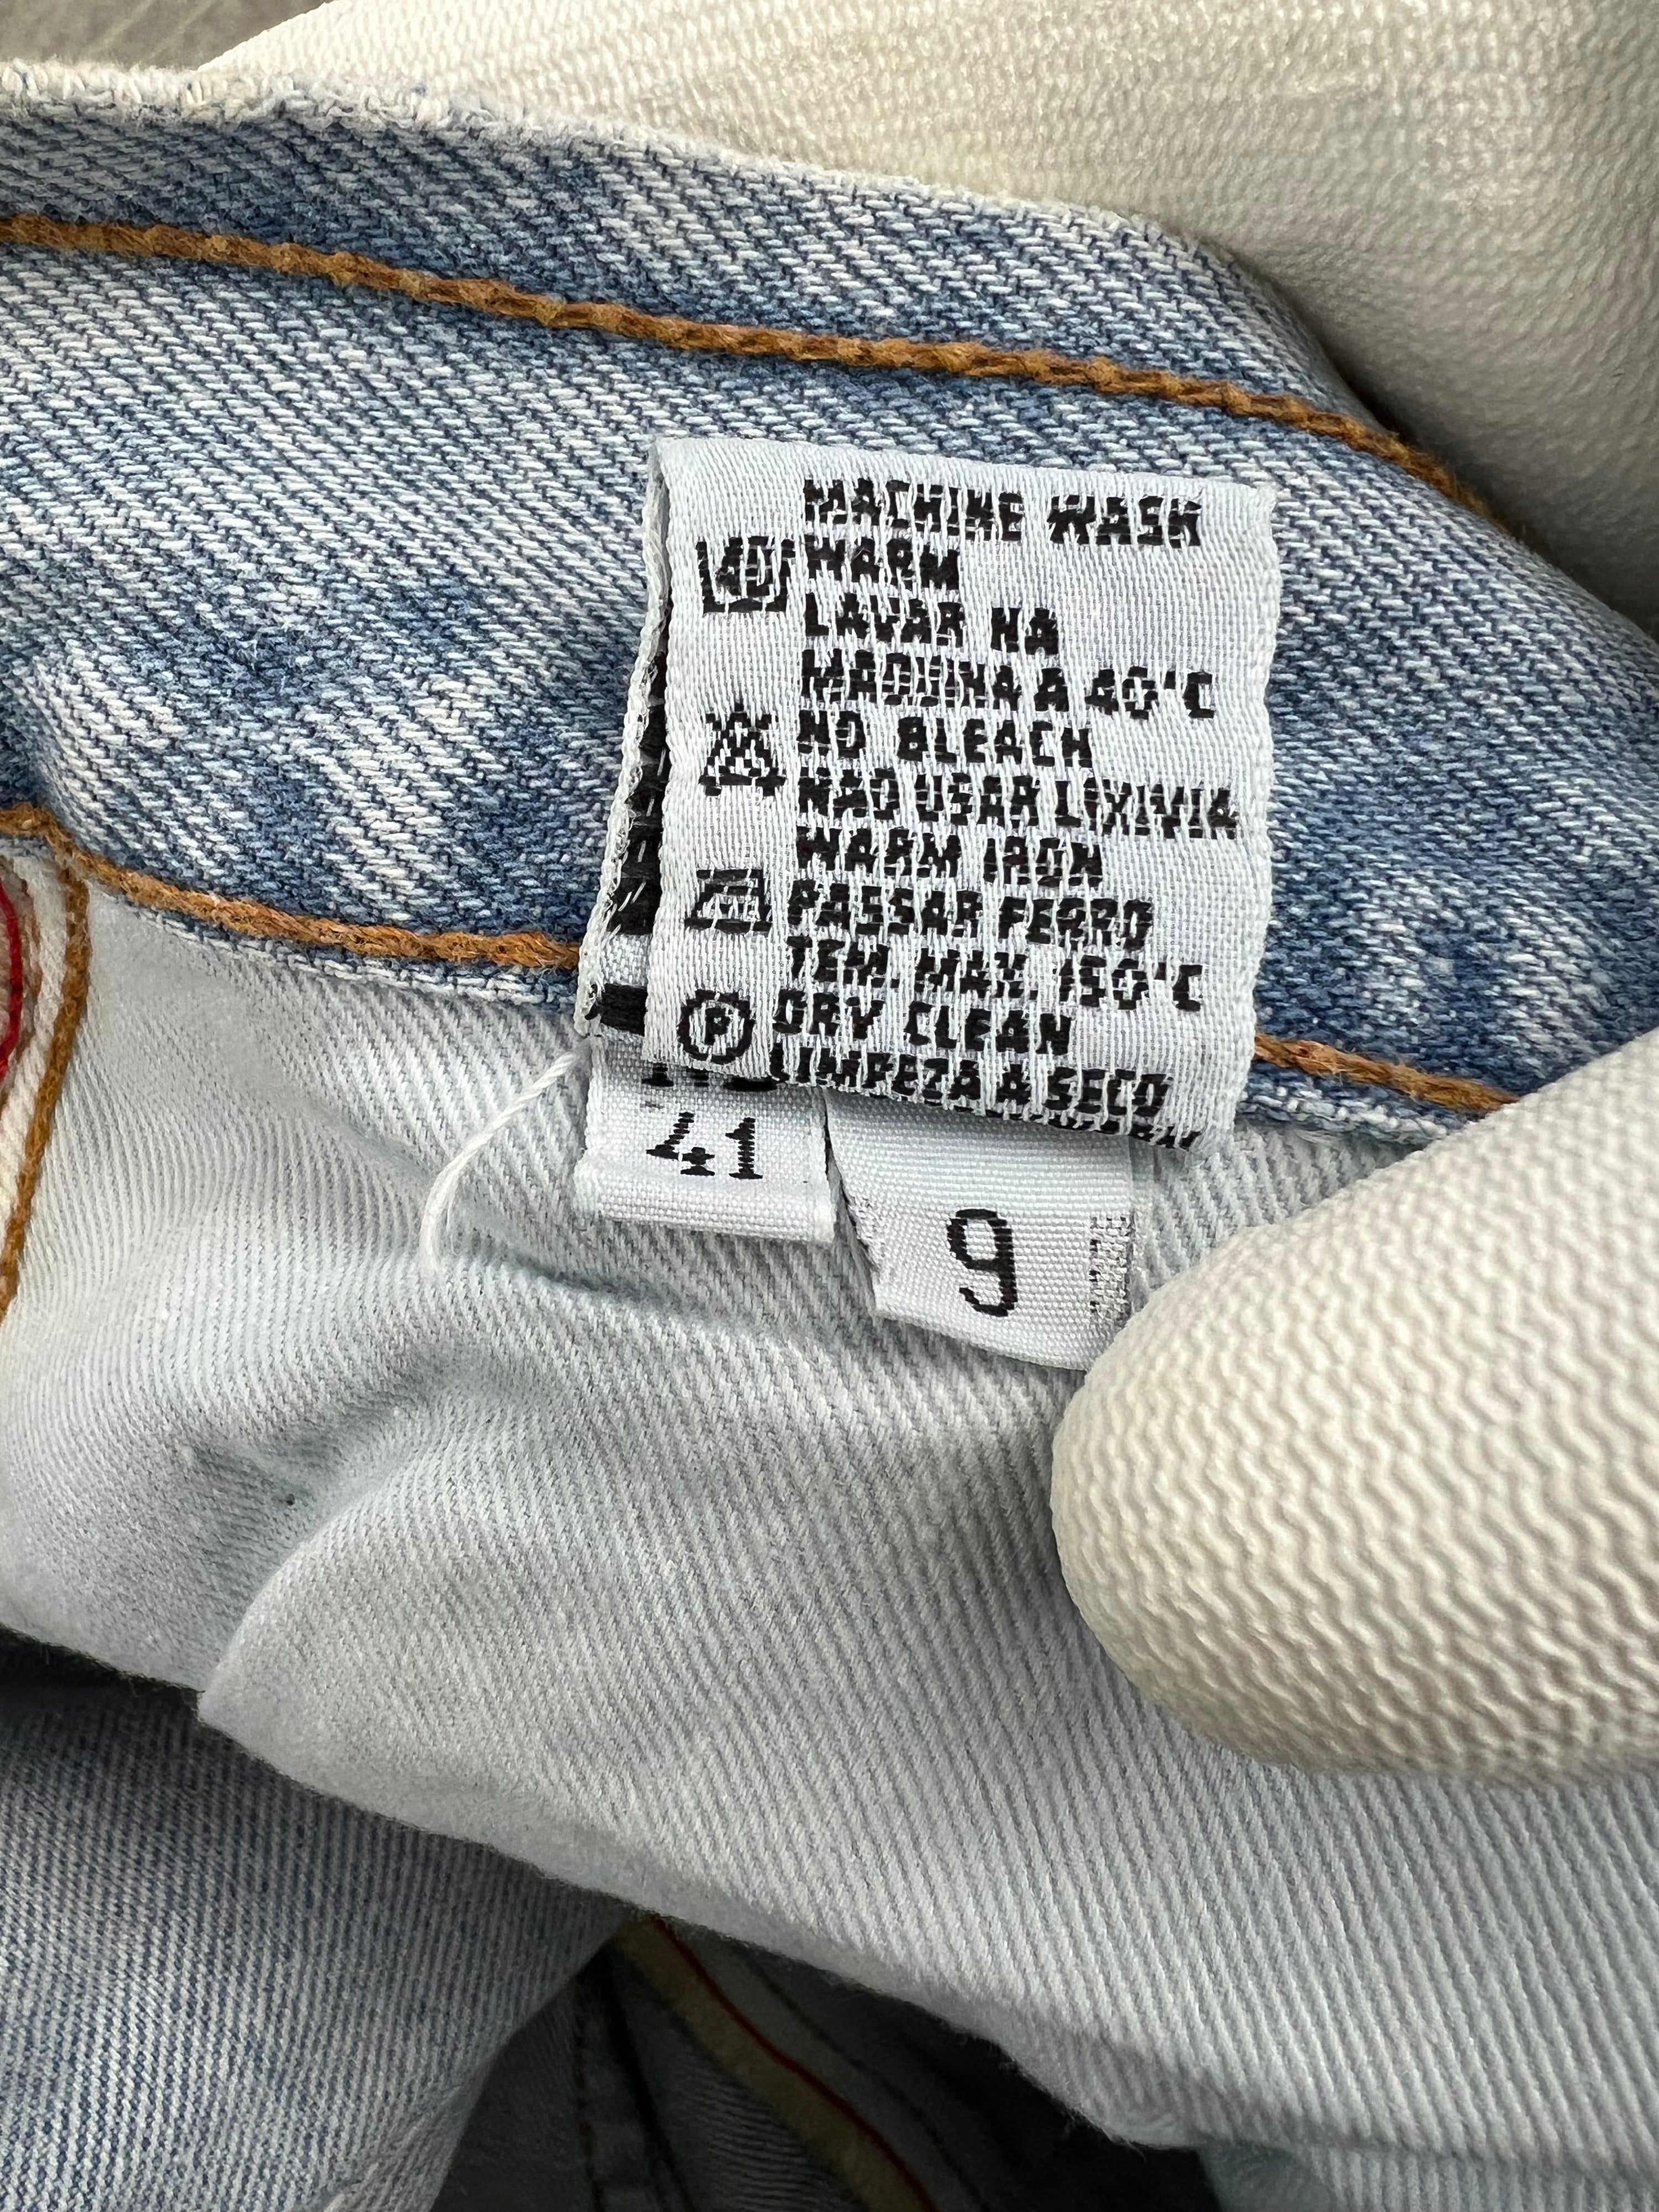 MACHINE WASH
40 WARM
LAVAR NA
MAQUINA A 40°C
NO BLEACH
NAO USAR LIXIVIA
WARM IRON
PASSAR FERRO
TEM. MAX. 150°C
P DRY CLEAN
LIMPEZA A SECO
41
9